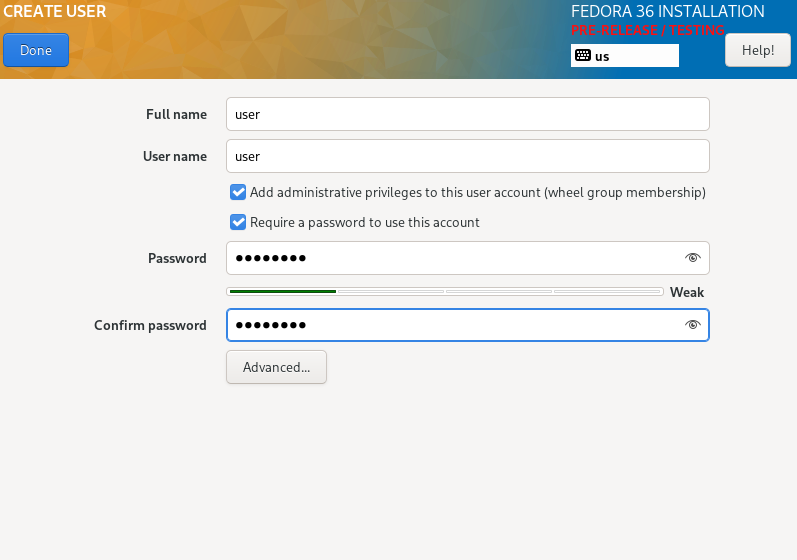 CREATE USER
FEDORA 36 INSTALLATION
PRE-RELEASE / TESTING
Done
us
Help!
Full name
user
User name
user
Add administrative privileges to this user account (wheel group membership)
Require a password to use this account
Password
●●●●●●●●
Weak
Confirm password
●●●●●●●●
Advanced...